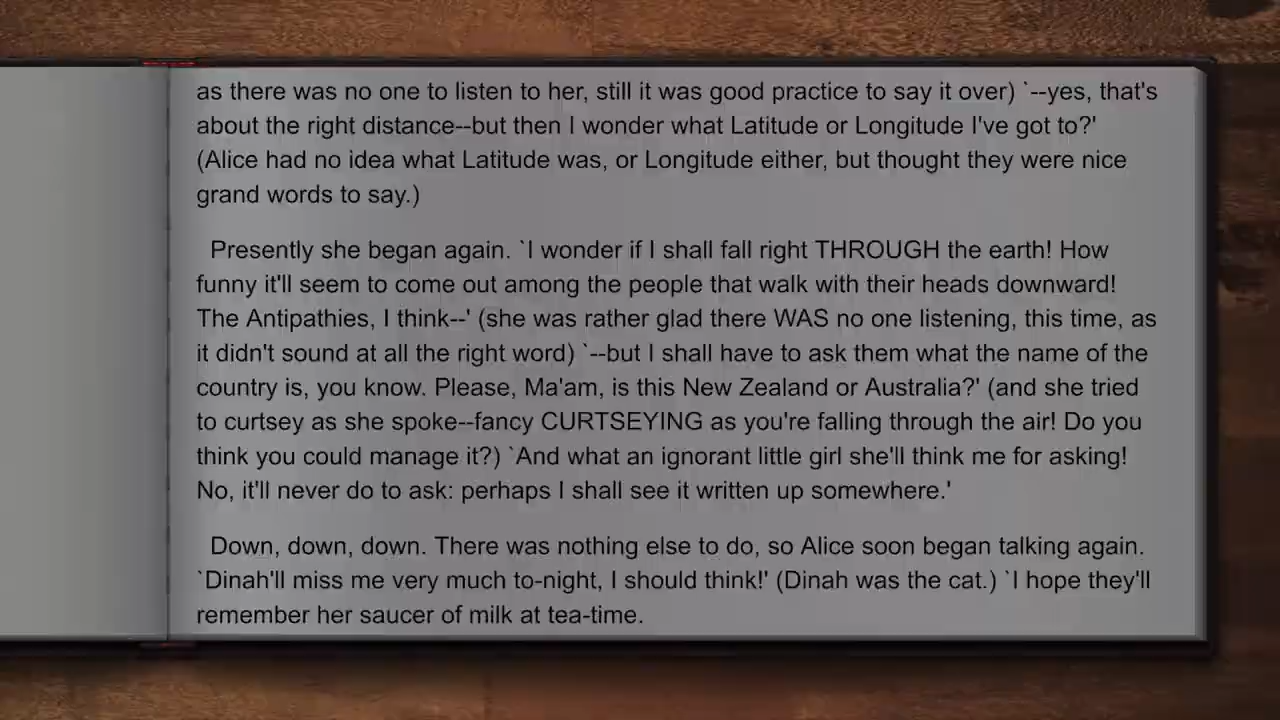 as there was no one to listen to her, still it was good practice to say it over) `--yes, that's
about the right distance--but then I wonder what Latitude or Longitude I've got to?'
(Alice had no idea what Latitude was, or Longitude either, but thought they were nice
grand words to say.)
Presently she began again. `I wonder if I shall fall right THROUGH the earth! How
funny it'll seem to come out among the people that walk with their heads downward!
The Antipathies, I think--' (she was rather glad there WAS no one listening, this time, as
it didn't sound at all the right word) `--but I shall have to ask them what the name of the
country is, you know. Please, Ma'am, is this New Zealand or Australia?' (and she tried
to curtsey as she spoke--fancy CURTSEYING as you're falling through the air! Do you
think you could manage it?) `And what an ignorant little girl she'll think me for asking!
No, it'll never do to ask: perhaps I shall see it written up somewhere.'
Down, down, down. There was nothing else to do, so Alice soon began talking again.
`Dinah'll miss me very much to-night, I should think!' (Dinah was the cat.) `I hope they'll
remember her saucer of milk at tea-time.